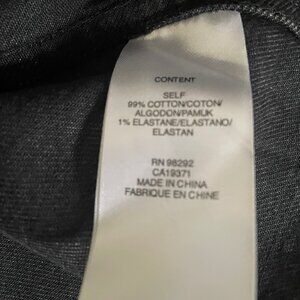 CONTENT
SELF
99% COTTON/COTON/
ALGODON/PAMUK
1% ELASTANE/ELASTANO/
ELASTAN
RN 98292
CA19371
MADE IN CHINA
FABRIQUE EN CHINE